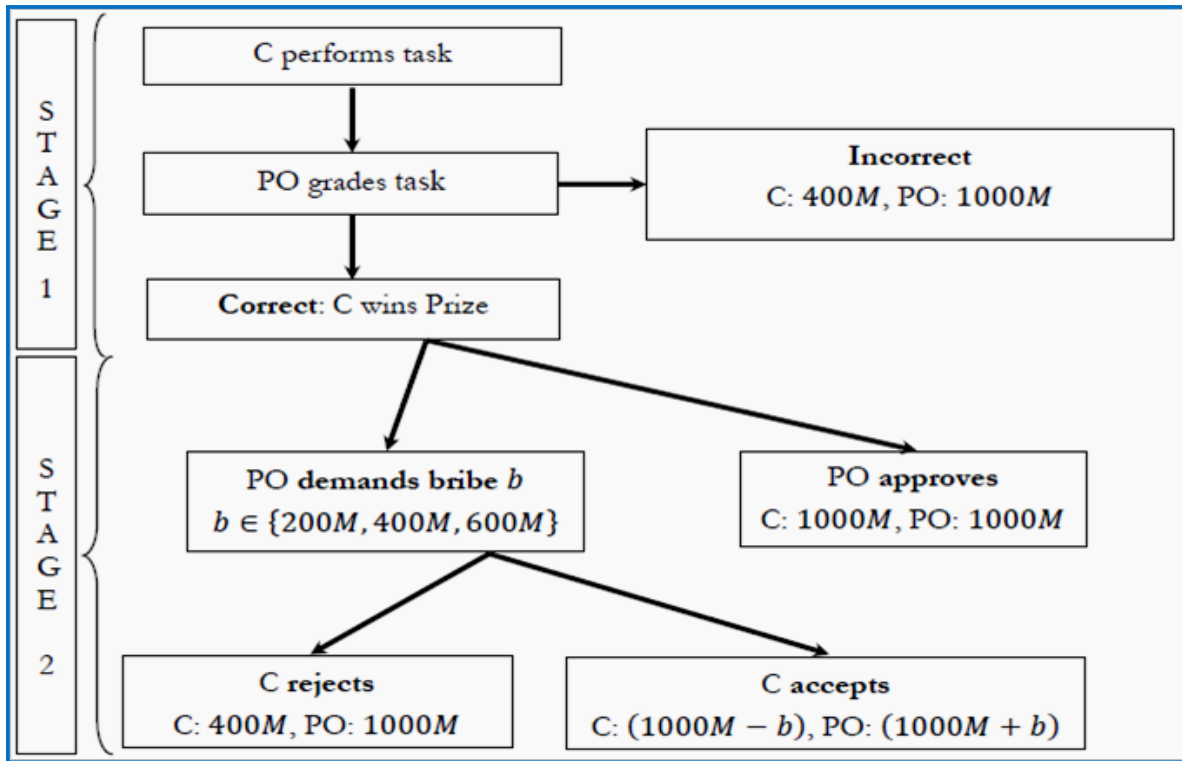 STAGE 1
C performs task
PO grades task
Incorrect
C: 400M, PO: 1000M
Correct: C wins Prize
STAGE 2
PO demands bribe b
b ∈ {200M, 400M, 600M}
PO approves
C: 1000M, PO: 1000M
C rejects
C: 400M, PO: 1000M
C accepts
C: (1000M − b), PO: (1000M + b)